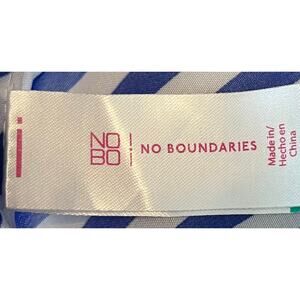 NO
BO
NO BOUNDARIES
Made in/
Hecho en
China